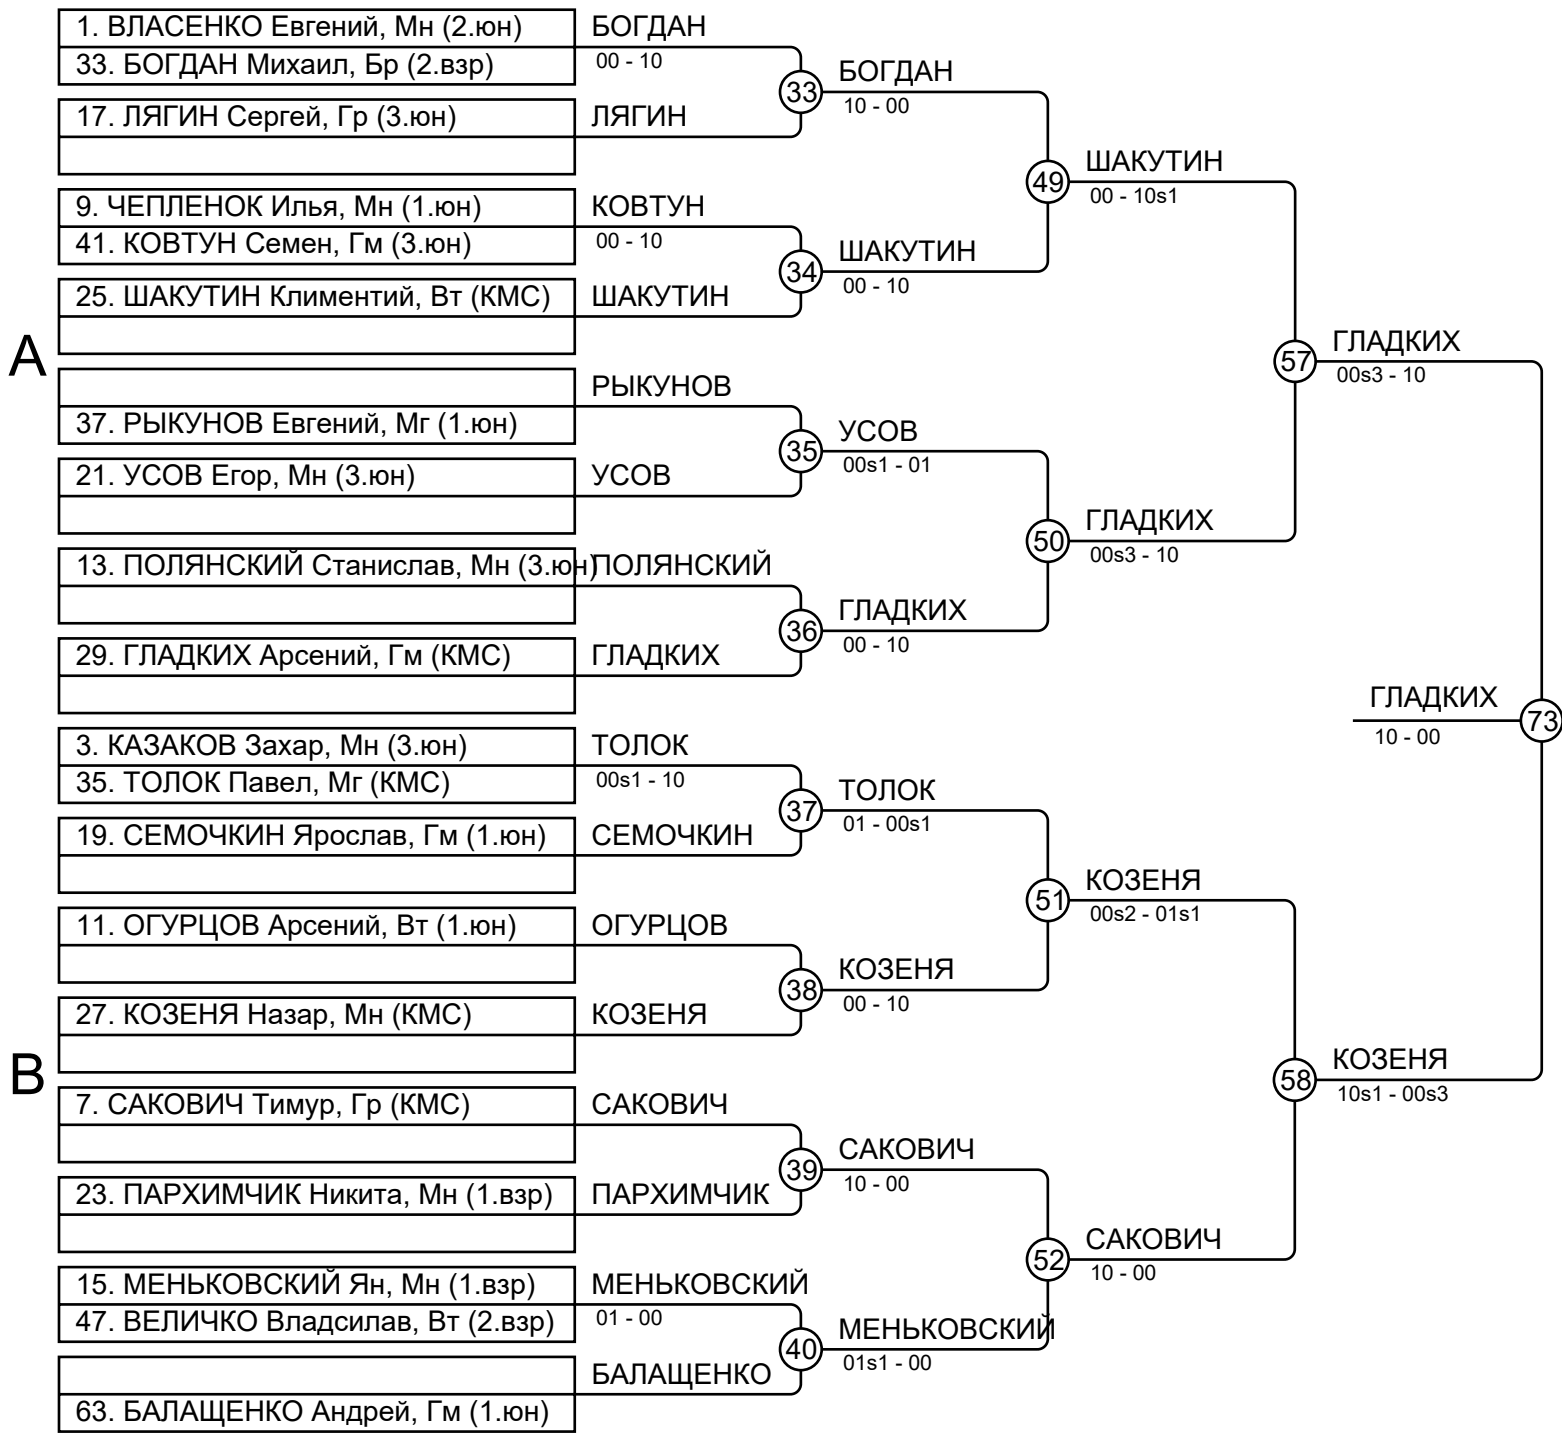 1. ВЛАСЕНКО Евгений, Мн (2.юн)
33. БОГДАН Михаил, Бр (2.взр)
17. ЛЯГИН Сергей, Гр (3.юн)
9. ЧЕПЛЕНОК Илья, Мн (1.юн)
41. КОВТУН Семен, Гм (3.юн)
25. ШАКУТИН Климентий, Вт (КМС)
A
37. РЫКУНОВ Евгений, Мг (1.юн)
21. УСОВ Егор, Мн (3.юн)
13. ПОЛЯНСКИЙ Станислав, Мн (3.юн)
29. ГЛАДКИХ Арсений, Гм (КМС)
3. КАЗАКОВ Захар, Мн (3.юн)
35. ТОЛОК Павел, Мг (КМС)
19. СЕМОЧКИН Ярослав, Гм (1.юн)
11. ОГУРЦОВ Арсений, Вт (1.юн)
27. КОЗЕНЯ Назар, Мн (КМС)
B
7. САКОВИЧ Тимур, Гр (КМС)
23. ПАРХИМЧИК Никита, Мн (1.взр)
15. МЕНЬКОВСКИЙ Ян, Мн (1.взр)
47. ВЕЛИЧКО Владсилав, Вт (2.взр)
63. БАЛАЩЕНКО Андрей, Гм (1.юн)
БОГДАН
00 - 10
ЛЯГИН
КОВТУН
00 - 10
ШАКУТИН
РЫКУНОВ
УСОВ
ПОЛЯНСКИЙ
ГЛАДКИХ
ТОЛОК
00s1 - 10
СЕМОЧКИН
ОГУРЦОВ
КОЗЕНЯ
САКОВИЧ
ПАРХИМЧИК
МЕНЬКОВСКИЙ
01 - 00
БАЛАЩЕНКО
33
БОГДАН
10 - 00
34
ШАКУТИН
00 - 10
35
УСОВ
00s1 - 01
36
ГЛАДКИХ
00 - 10
37
ТОЛОК
01 - 00s1
38
КОЗЕНЯ
00 - 10
39
САКОВИЧ
10 - 00
40
МЕНЬКОВСКИЙ
01s1 - 00
49
ШАКУТИН
00 - 10s1
50
ГЛАДКИХ
00s3 - 10
51
КОЗЕНЯ
00s2 - 01s1
52
САКОВИЧ
10 - 00
57
ГЛАДКИХ
00s3 - 10
58
КОЗЕНЯ
10s1 - 00s3
ГЛАДКИХ
10 - 00
73